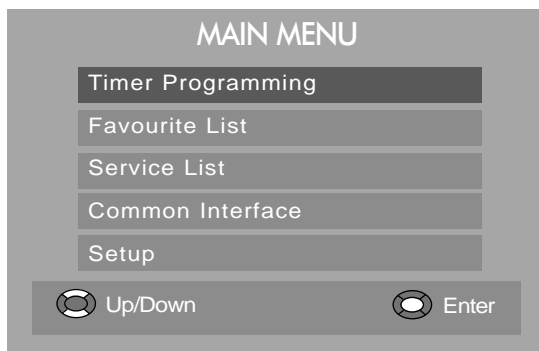 MAIN MENU
Timer Programming
Favourite List
Service List
Common Interface
Setup
Up/Down Enter